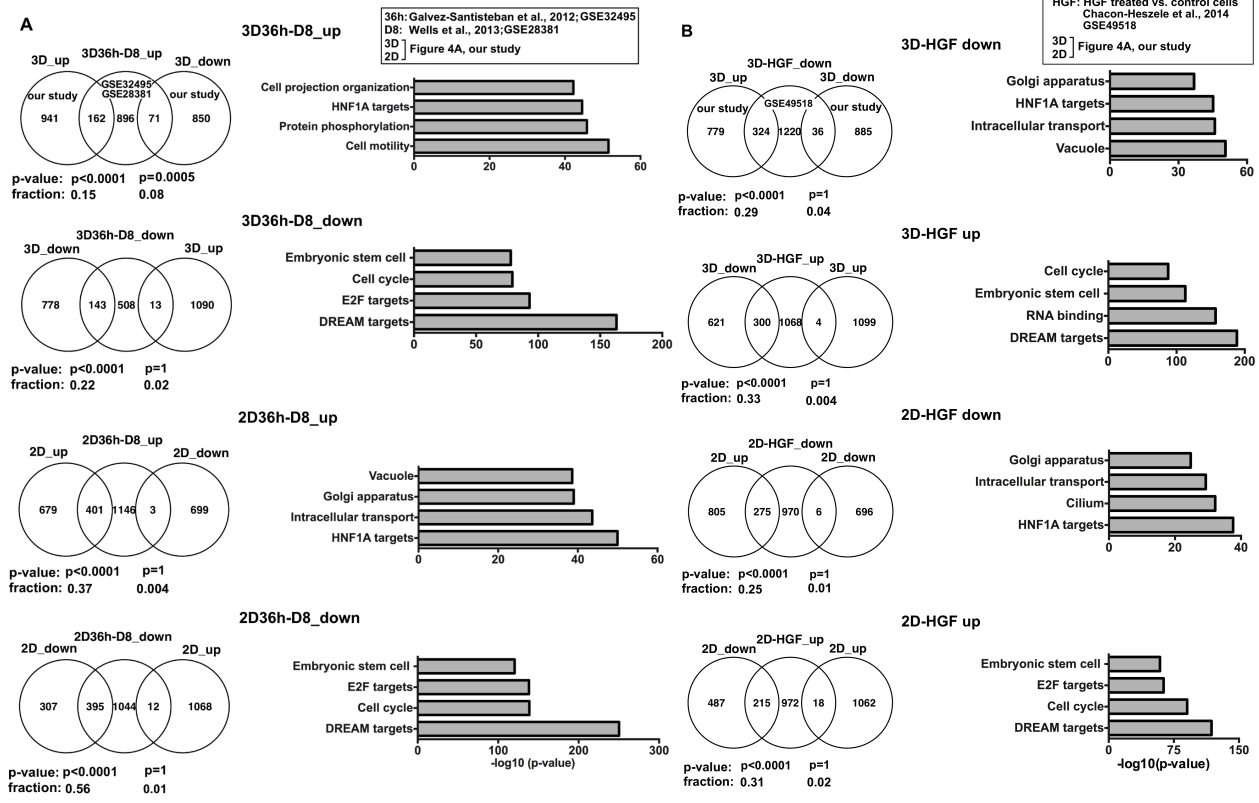 A
36h: Galvez-Santisteban et al., 2012; GSE32495
D8: Wells et al., 2013;GSE28381
3D
2D
Figure 4A, our study
3D36h-D8_up
3D36h-D8_up
3D_up
3D_down
GSE32495
GSE28381
our study
our study
941
162
896
71
850
p-value: p<0.0001 p=0.0005
fraction: 0.15 0.08
Cell projection organization
HNF1A targets
Protein phosphorylation
Cell motility
0 20 40 60
3D36h-D8_down
3D36h-D8_down
3D_down
3D_up
778
143
508
13
1090
p-value: p<0.0001 p=1
fraction: 0.22 0.02
Embryonic stem cell
Cell cycle
E2F targets
DREAM targets
0 50 100 150 200
2D36h-D8_up
2D36h-D8_up
2D_up
2D_down
679
401
1146
3
699
p-value: p<0.0001 p=1
fraction: 0.37 0.004
Vacuole
Golgi apparatus
Intracellular transport
HNF1A targets
0 20 40 60
2D36h-D8_down
2D36h-D8_down
2D_down
2D_up
307
395
1044
12
1068
p-value: p<0.0001 p=1
fraction: 0.56 0.01
Embryonic stem cell
E2F targets
Cell cycle
DREAM targets
0 100 200 300
-log10 (p-value)
B
HGF: HGF treated vs. control cells
Chacon-Heszele et al., 2014
GSE49518
3D
2D
Figure 4A, our study
3D-HGF down
3D-HGF_down
3D_up
3D_down
our study
GSE49518
our study
779
324
1220
36
885
p-value: p<0.0001 p=1
fraction: 0.29 0.04
Golgi apparatus
HNF1A targets
Intracellular transport
Vacuole
0 30 60
3D-HGF up
3D-HGF_up
3D_down
3D_up
621
300
1068
4
1099
p-value: p<0.0001 p=1
fraction: 0.33 0.004
Cell cycle
Embryonic stem cell
RNA binding
DREAM targets
0 100 200
2D-HGF down
2D-HGF_down
2D_up
2D_down
805
275
970
6
696
p-value: p<0.0001 p=1
fraction: 0.25 0.01
Golgi apparatus
Intracellular transport
Cilium
HNF1A targets
0 20 40
2D-HGF up
2D-HGF_up
2D_down
2D_up
487
215
972
18
1062
p-value: p<0.0001 p=1
fraction: 0.31 0.02
Embryonic stem cell
E2F targets
Cell cycle
DREAM targets
0 75 150
-log10(p-value)